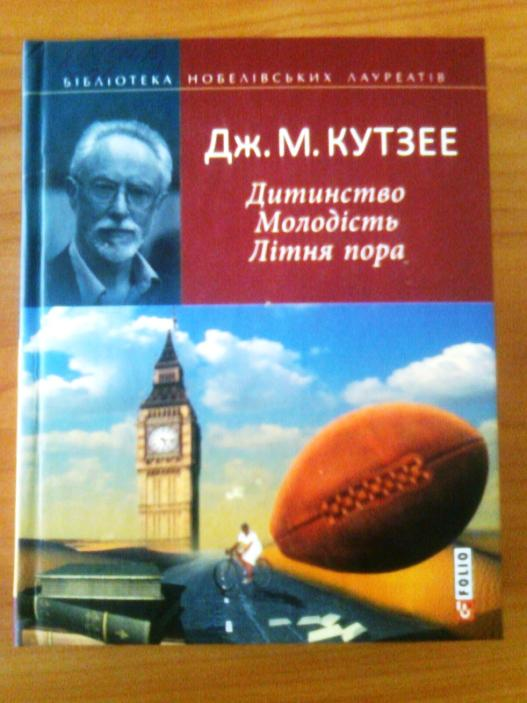 БІБЛІОТЕКА НОБЕЛІВСЬКИХ ЛАУРЕАТІВ
ДЖ. М. КУТЗЕЕ
Дитинство
Молодість
Літня пора
FOLIO